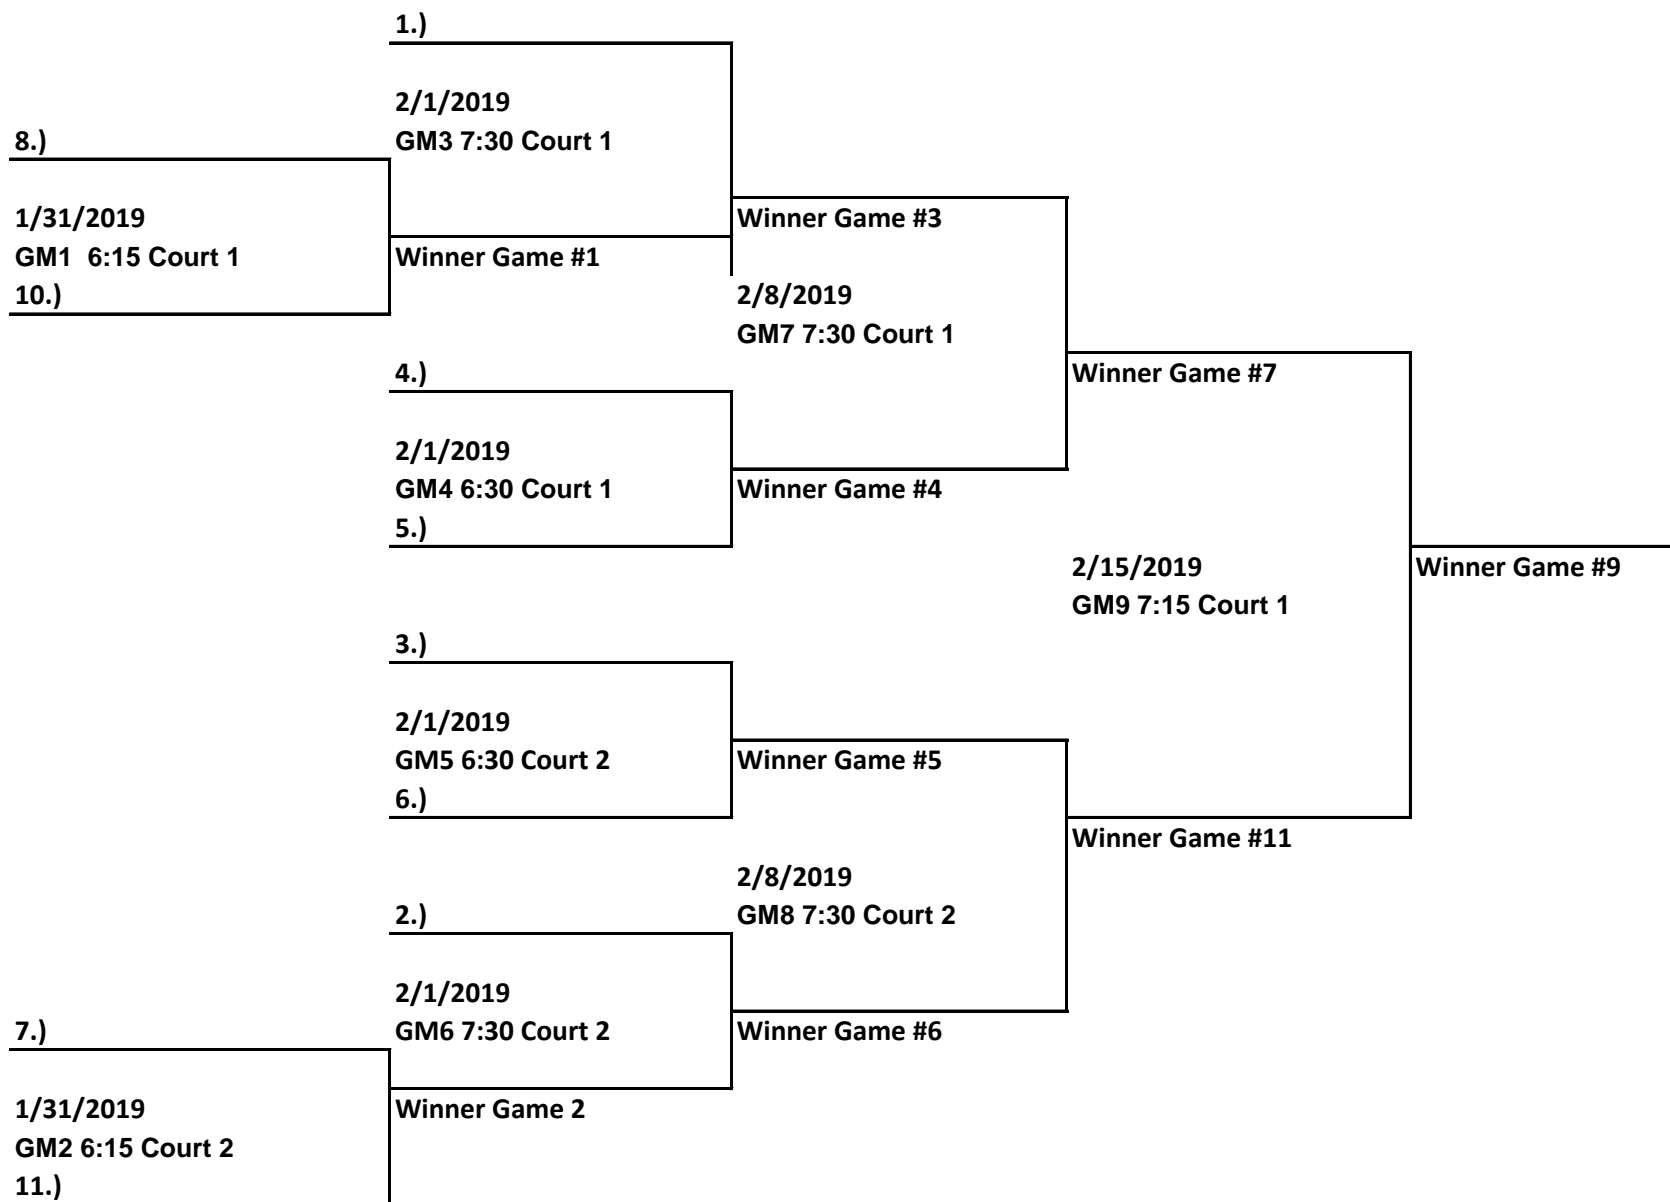 1.)
2/1/2019
8.)
GM3 7:30 Court 1
1/31/2019
Winner Game #3
GM1  6:15 Court 1
Winner Game #1
10.)
2/8/2019
GM7 7:30 Court 1
4.)
Winner Game #7
2/1/2019
GM4 6:30 Court 1
Winner Game #4
5.)
2/15/2019
Winner Game #9
GM9 7:15 Court 1
3.)
2/1/2019
GM5 6:30 Court 2
Winner Game #5
6.)
Winner Game #11
2/8/2019
2.)
GM8 7:30 Court 2
2/1/2019
7.)
GM6 7:30 Court 2
Winner Game #6
1/31/2019
Winner Game 2
GM2 6:15 Court 2
11.)